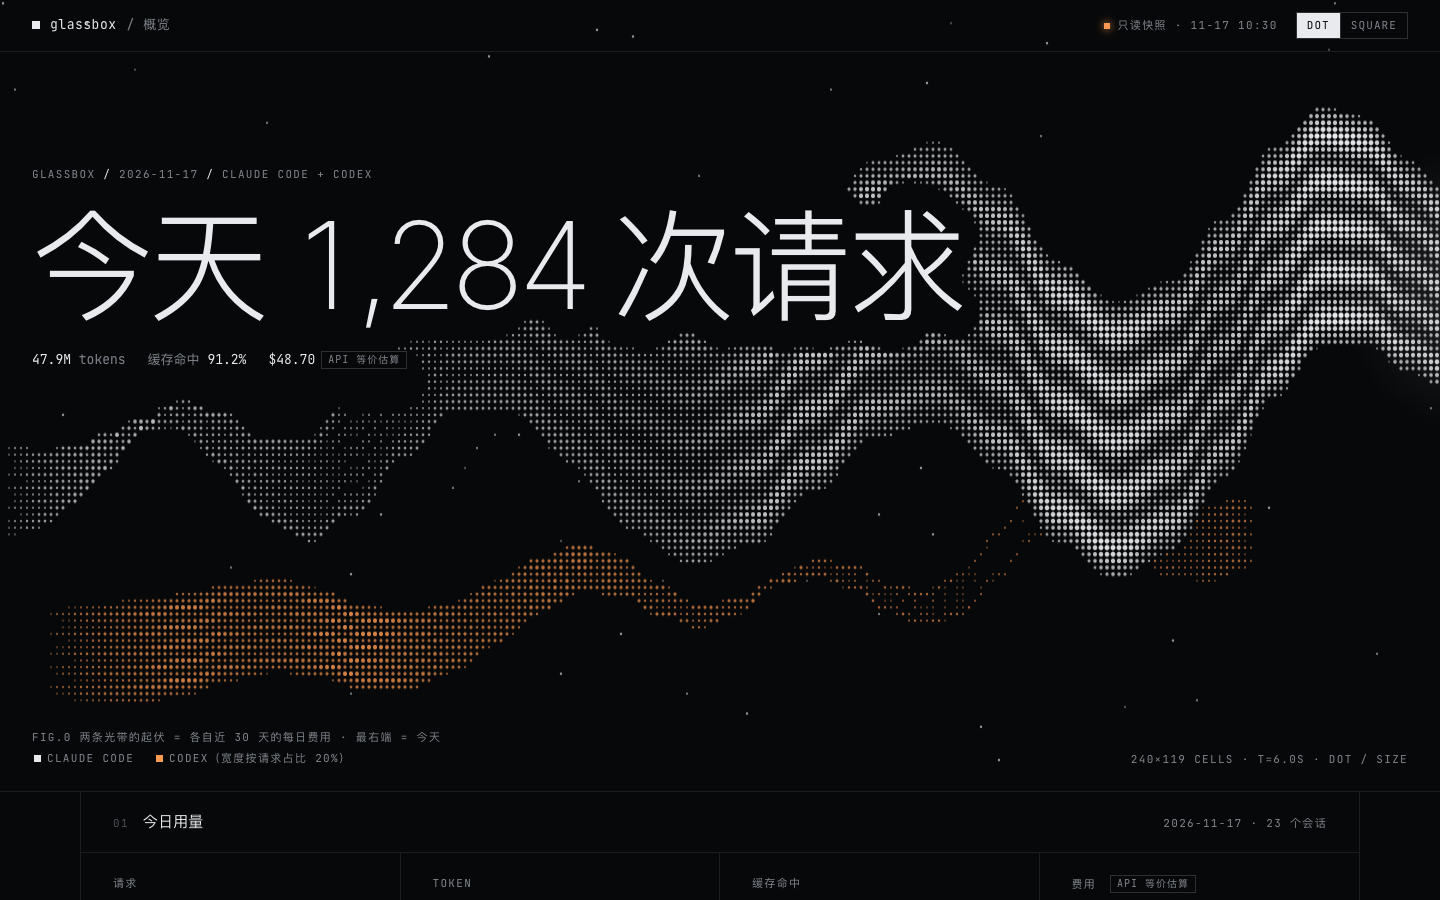 glassbox / 概览
只读快照 · 11-17 10:30
DOT SQUARE
GLASSBOX / 2026-11-17 / CLAUDE CODE + CODEX
今天 1,284 次请求
47.9M tokens 缓存命中 91.2% $48.70 API 等价估算
FIG.0 两条光带的起伏 = 各自近 30 天的每日费用 · 最右端 = 今天
CLAUDE CODE CODEX (宽度按请求占比 20%)
240×119 CELLS · T=6.0S · DOT / SIZE
01 今日用量
2026-11-17 · 23 个会话
请求
TOKEN
缓存命中
费用 API 等价估算